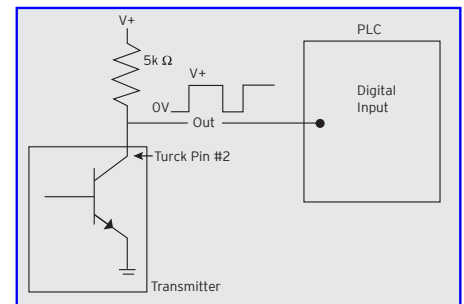 V+
PLC
5k Ω
V+
Digital
Input
0V
Out
Turck Pin #2
Transmitter